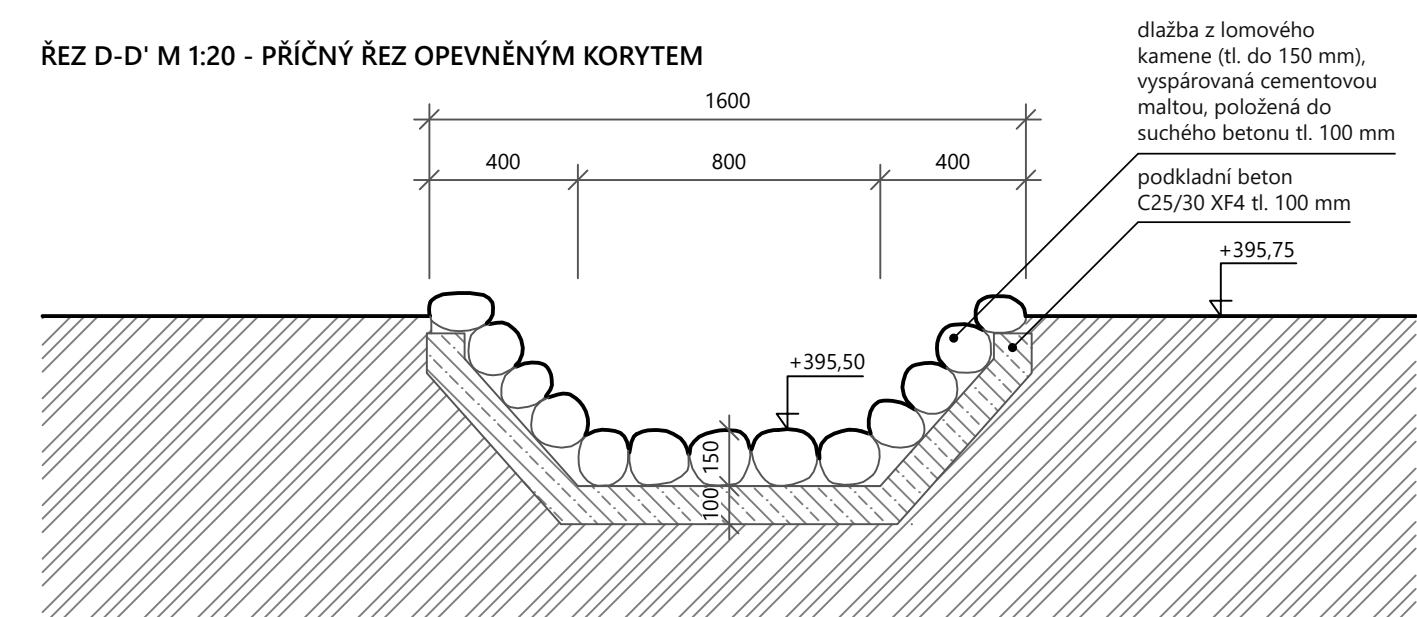 ŘEZ D-D' M 1:20 - PŘÍČNÝ ŘEZ OPEVNĚNÝM KORYTEM
dlažba z lomového
kamene (tl. do 150 mm),
vyspárovaná cementovou
maltou, položená do
suchého betonu tl. 100 mm
podkladní beton
C25/30 XF4 tl. 100 mm
1600
400
800
400
+395,75
+395,50
150
100